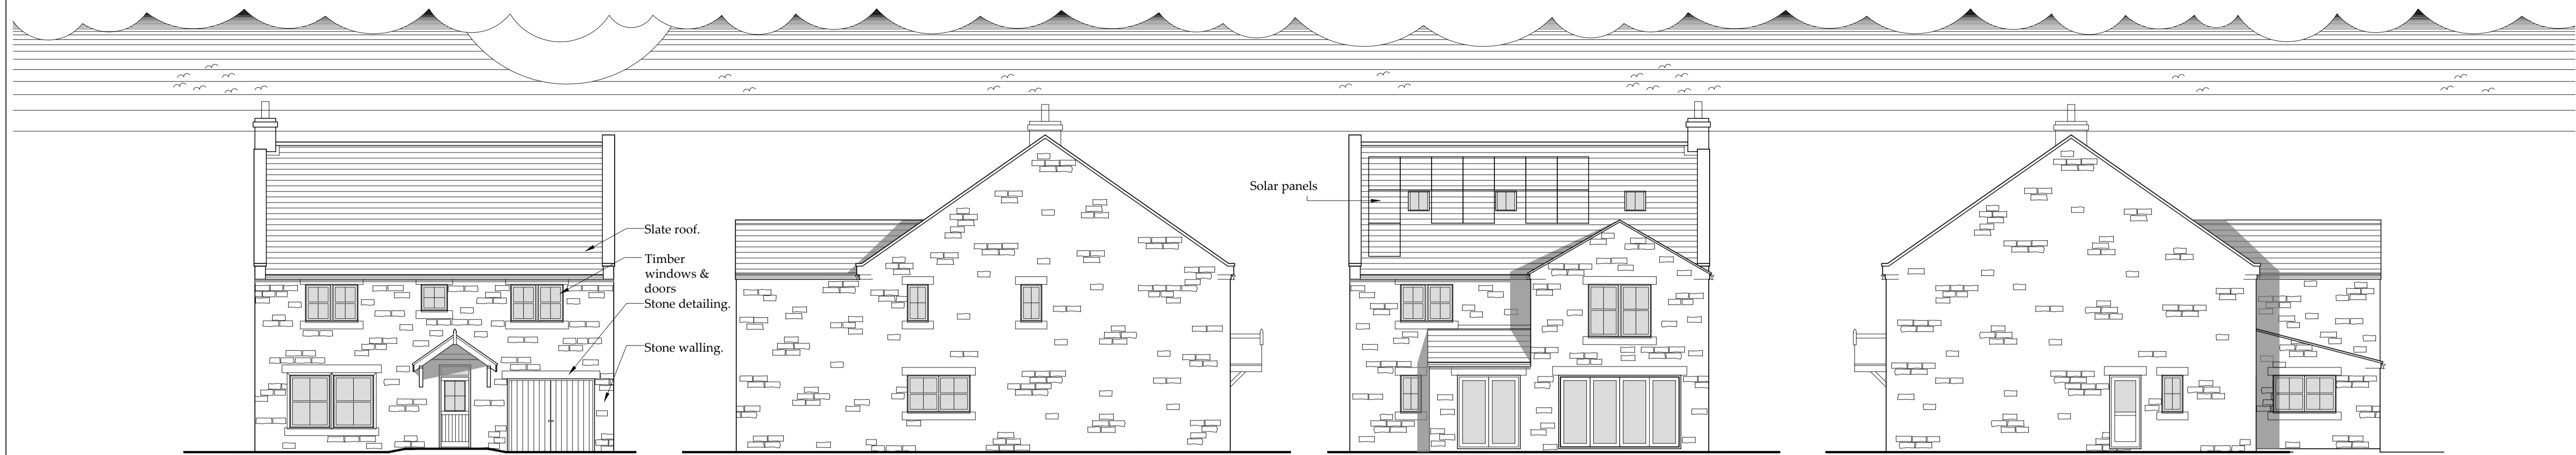 Slate roof.
Timber
windows &
doors
Stone detailing.
Stone walling.
Solar panels